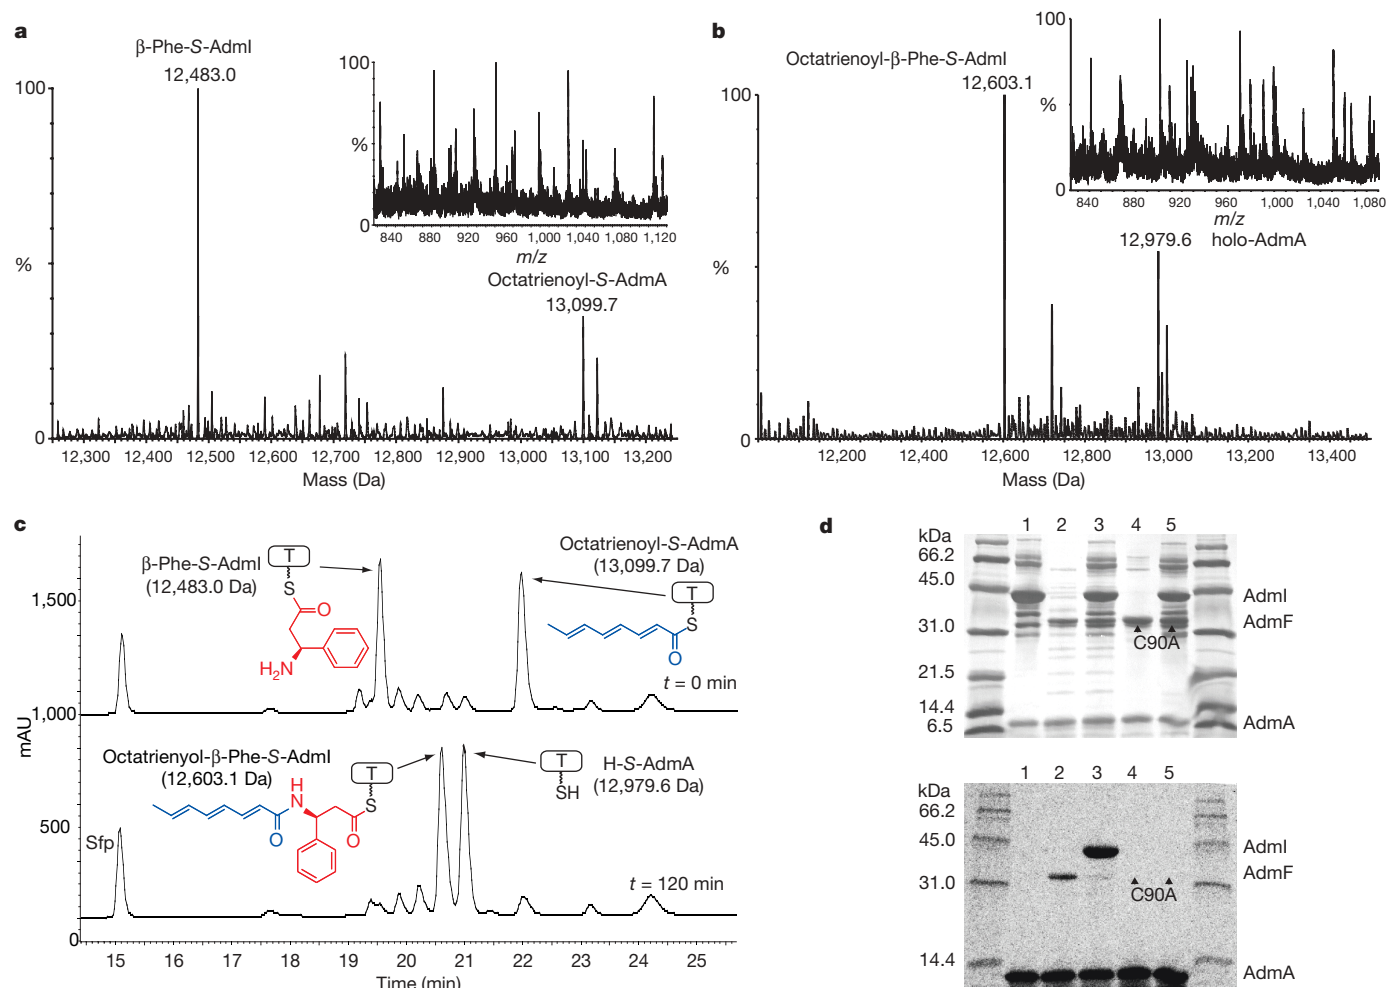 a
β-Phe-S-AdmI
12,483.0
100
%
0
12,300 12,400 12,500 12,600 12,700 12,800 12,900 13,000 13,100 13,200
Mass (Da)
100
%
0
840 880 920 960 1,000 1,040 1,080 1,120
m/z
Octatrienoyl-S-AdmA
13,099.7
b
Octatrienoyl-β-Phe-S-AdmI
12,603.1
100
%
0
12,200 12,400 12,600 12,800 13,000 13,200 13,400
Mass (Da)
100
%
0
840 880 920 960 1,000 1,040 1,080
m/z
12,979.6 holo-AdmA
c
β-Phe-S-AdmI
(12,483.0 Da)
T
S
O
H2N
Octatrienoyl-S-AdmA
(13,099.7 Da)
T
S
O
t = 0 min
1,500
1,000
mAU
500
0
Octatrienyol-β-Phe-S-AdmI
(12,603.1 Da)
T
S
H
N
O
O
T
SH
H-S-AdmA
(12,979.6 Da)
Sfp
t = 120 min
15 16 17 18 19 20 21 22 23 24 25
Time (min)
d
kDa 1 2 3 4 5
66.2
45.0
AdmI
31.0
AdmF
C90A
21.5
14.4
6.5
AdmA
kDa 1 2 3 4 5
66.2
45.0
AdmI
31.0
AdmF
C90A
14.4
AdmA